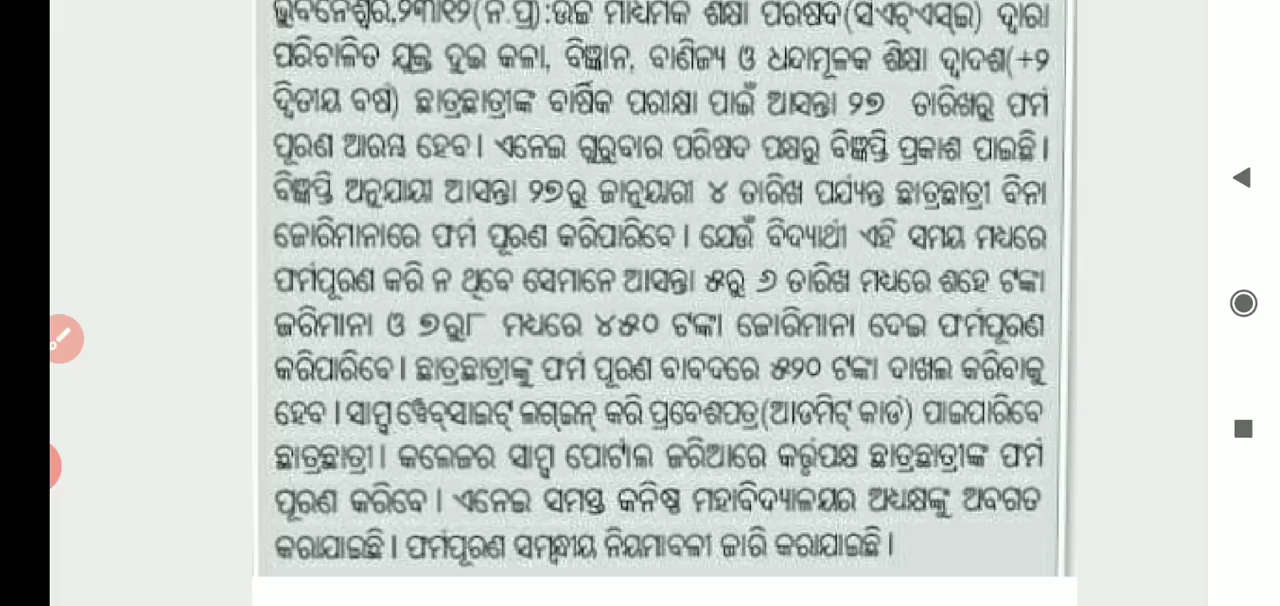 ଭୁବନେଶ୍ୱର,୨୩ା୧୨(ନି.ପ୍ର):ଉଚ୍ଚ ମାଧ୍ୟମିକ ଶିକ୍ଷା ପରିଷଦ(ସିଏଚ୍ଏସ୍ଇ) ଦ୍ୱାରା
ପରିଚାଳିତ ଯୁକ୍ତ ଦୁଇ କଳା, ବିଜ୍ଞାନ, ବାଣିଜ୍ୟ ଓ ଧନ୍ଦାମୂଳକ ଶିକ୍ଷା ଦ୍ୱାଦଶ(+୨
ଦ୍ୱିତୀୟ ବର୍ଷ) ଛାତ୍ରଛାତ୍ରୀଙ୍କ ବାର୍ଷିକ ପରୀକ୍ଷା ପାଇଁ ଆସନ୍ତା ୨୭ ତାରିଖରୁ ଫର୍ମ
ପୂରଣ ଆରମ୍ଭ ହେବ। ଏନେଇ ଗୁରୁବାର ପରିଷଦ ପକ୍ଷରୁ ବିଜ୍ଞପ୍ତି ପ୍ରକାଶ ପାଇଛି।
ବିଜ୍ଞପ୍ତି ଅନୁଯାୟୀ ଆସନ୍ତା ୨୭ରୁ ଜାନୁୟାରୀ ୪ ତାରିଖ ପର୍ଯ୍ୟନ୍ତ ଛାତ୍ରଛାତ୍ରୀ ବିନା
ଜୋରିମାନାରେ ଫର୍ମ ପୂରଣ କରିପାରିବେ। ଯେଉଁ ବିଦ୍ୟାର୍ଥୀ ଏହି ସମୟ ମଧ୍ୟରେ
ଫର୍ମପୂରଣ କରି ନ ଥିବେ ସେମାନେ ଆସନ୍ତା ୫ରୁ ୬ ତାରିଖ ମଧ୍ୟରେ ଶହେ ଟଙ୍କା
ଜରିମାନା ଓ ୭ରୁ୮ ମଧ୍ୟରେ ୪୫୦ ଟଙ୍କା ଜୋରିମାନା ଦେଇ ଫର୍ମପୂରଣ
କରିପାରିବେ। ଛାତ୍ରଛାତ୍ରୀଙ୍କୁ ଫର୍ମ ପୂରଣ ବାବଦରେ ୫୨୦ ଟଙ୍କା ଦାଖଲ କରିବାକୁ
ହେବ। ସାମ୍ସ ୱେବ୍‌ସାଇଟ୍ ଲଗ୍‌ଇନ୍ କରି ପ୍ରବେଶପତ୍ର(ଆଡମିଟ୍ କାର୍ଡ) ପାଇପାରିବେ
ଛାତ୍ରଛାତ୍ରୀ। କଲେଜର ସାମ୍ସ ପୋର୍ଟାଲ ଜରିଆରେ କର୍ତ୍ତୃପକ୍ଷ ଛାତ୍ରଛାତ୍ରୀଙ୍କ ଫର୍ମ
ପୂରଣ କରିବେ। ଏନେଇ ସମସ୍ତ କନିଷ୍ଠ ମହାବିଦ୍ୟାଳୟର ଅଧ୍ୟକ୍ଷଙ୍କୁ ଅବଗତ
କରାଯାଇଛି। ଫର୍ମପୂରଣ ସମ୍ବନ୍ଧୀୟ ନିୟମାବଳୀ ଜାରି କରାଯାଇଛି।